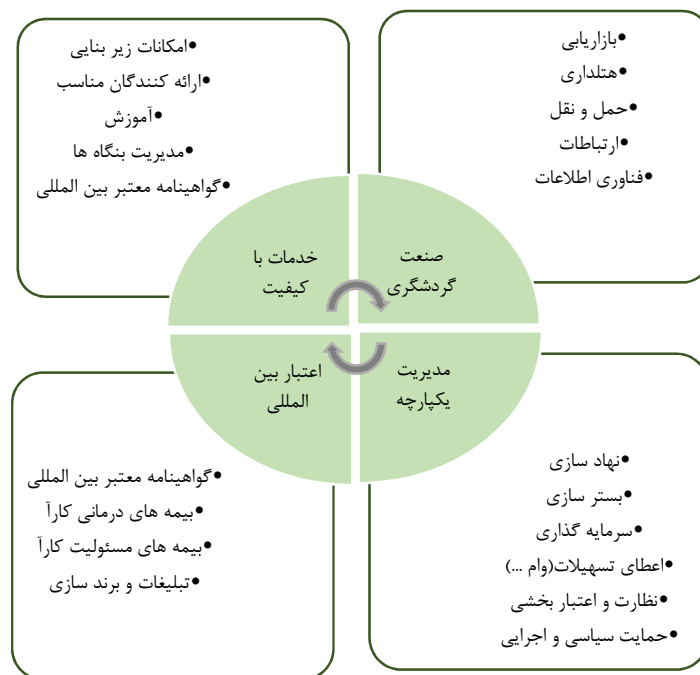 •بازاریابی
•هتلداری
•حمل و نقل
•ارتباطات
•فناوری اطلاعات
•امکانات زیر بنایی
•ارائه کنندگان مناسب
•آموزش
•مدیریت بنگاه ها
•گواهینامه معتبر بین المللی
صنعت
گردشگری
خدمات با
کیفیت
مدیریت
یکپارچه
اعتبار بین
المللی
•نهاد سازی
•بستر سازی
•سرمایه گذاری
•اعطای تسهیلات(وام ...)
•نظارت و اعتبار بخشی
•حمایت سیاسی و اجرایی
•گواهینامه معتبر بین المللی
•بیمه های درمانی کارآ
•بیمه های مسئولیت کارآ
•تبلیغات و برند سازی